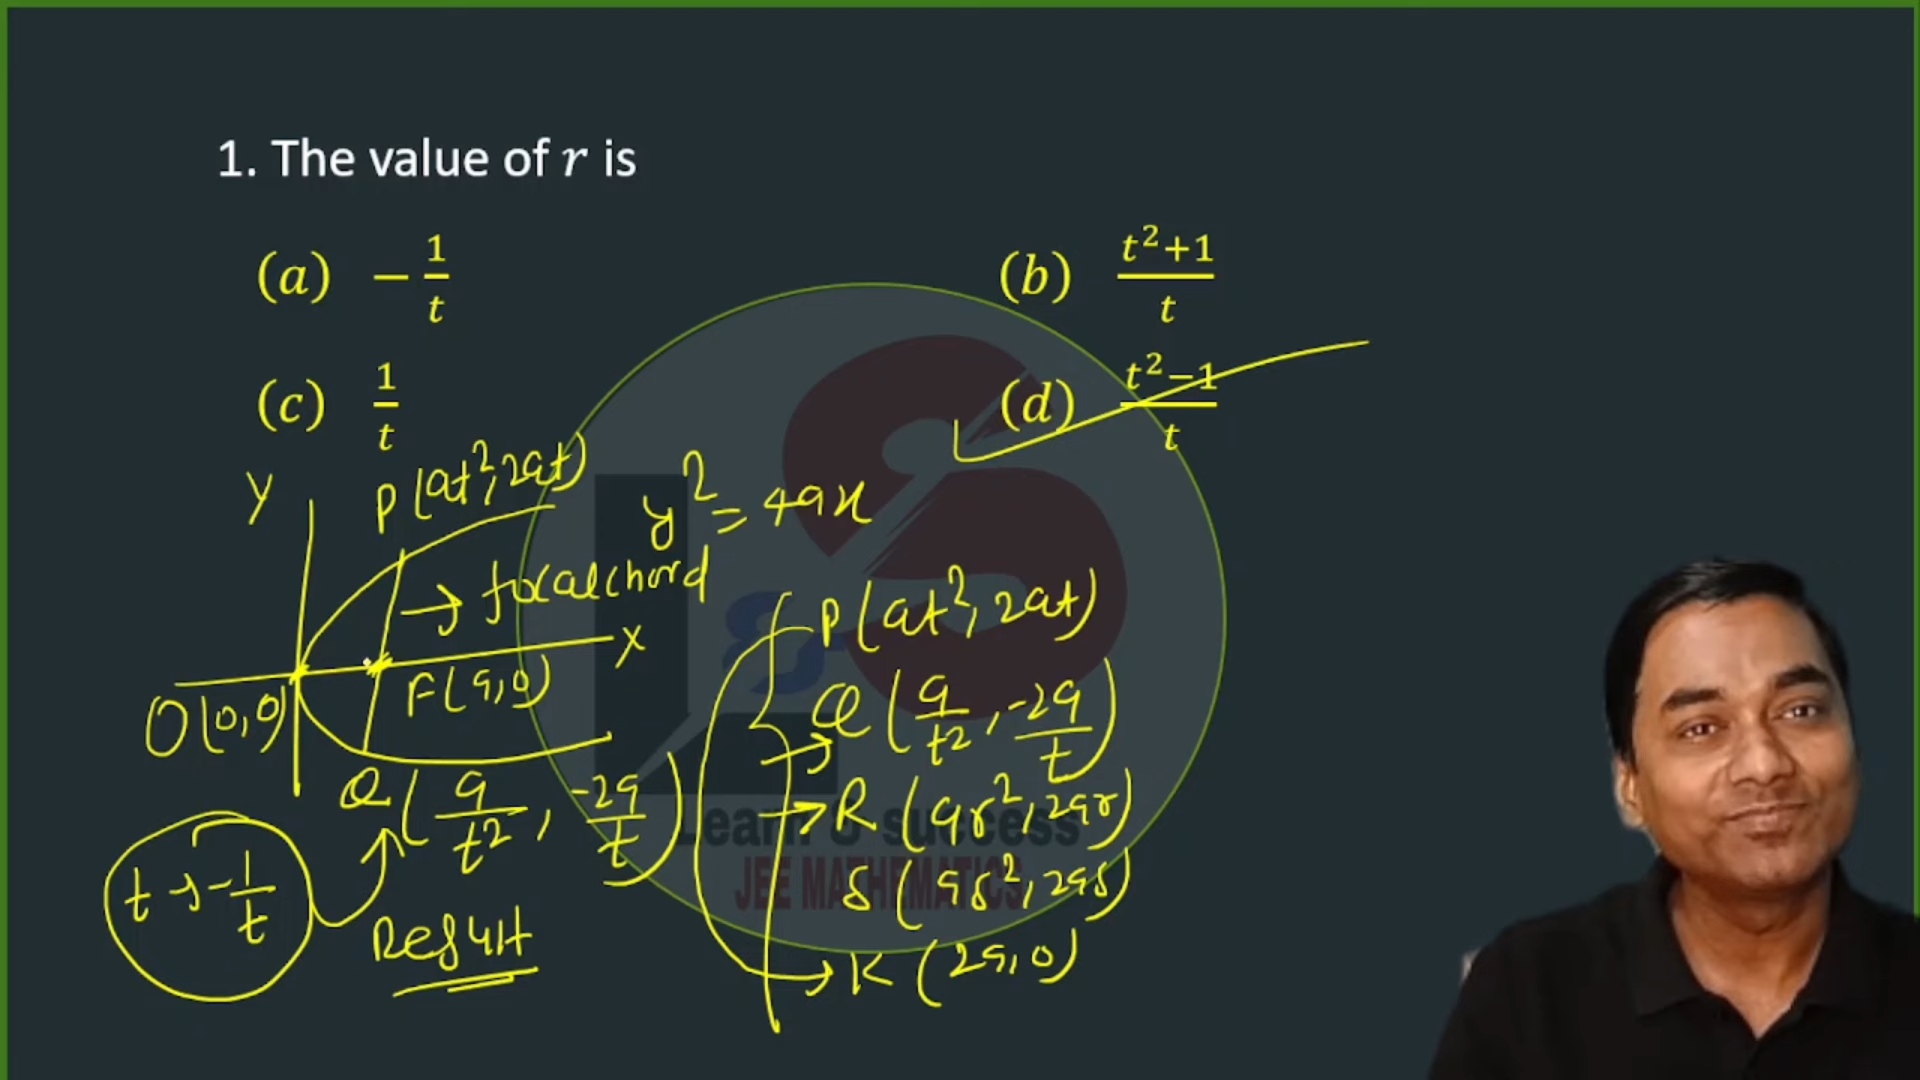 1. The value of r is
(a) −1/t
(b) t²+1/t
(c) 1/t
(d) t²−1/t
Y
P(at²,2at)
y² = 4ax
focal chord
X
F(a,0)
O(0,0)
Q(a/t², -2a/t)
t → -1/t
Result
P(at²,2at)
Q(a/t², -2a/t)
R(ar²,2ar)
S(as²,2as)
K(2a,0)
Learn & success
JEE MATHEMATICS